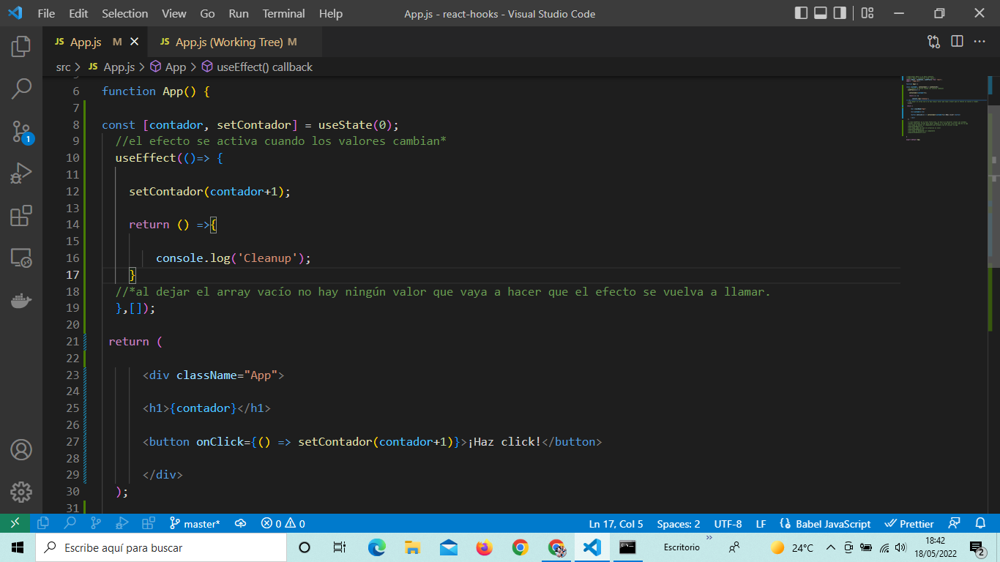 File Edit Selection View Go Run Terminal Help App.js - react-hooks - Visual Studio Code
JS App.js M JS App.js (Working Tree) M
src > JS App.js > App > useEffect() callback
6 function App() {
7
8 const [contador, setContador] = useState(0);
9 //el efecto se activa cuando los valores cambian*
10 useEffect(()=> {
11
12 setContador(contador+1);
13
14 return () =>{
15
16 console.log('Cleanup');
17 }
18 //*al dejar el array vacío no hay ningún valor que vaya a hacer que el efecto se vuelva a llamar.
19 },[]);
20
21 return (
22
23 <div className="App">
24
25 <h1>{contador}</h1>
26
27 <button onClick={() => setContador(contador+1)}>¡Haz click!</button>
28
29 </div>
30 );
31
1
master* 0 0 Ln 17, Col 5 Spaces: 2 UTF-8 LF Babel JavaScript Prettier
Escribe aquí para buscar Escritorio » 24°C 18:42
18/05/2022 2